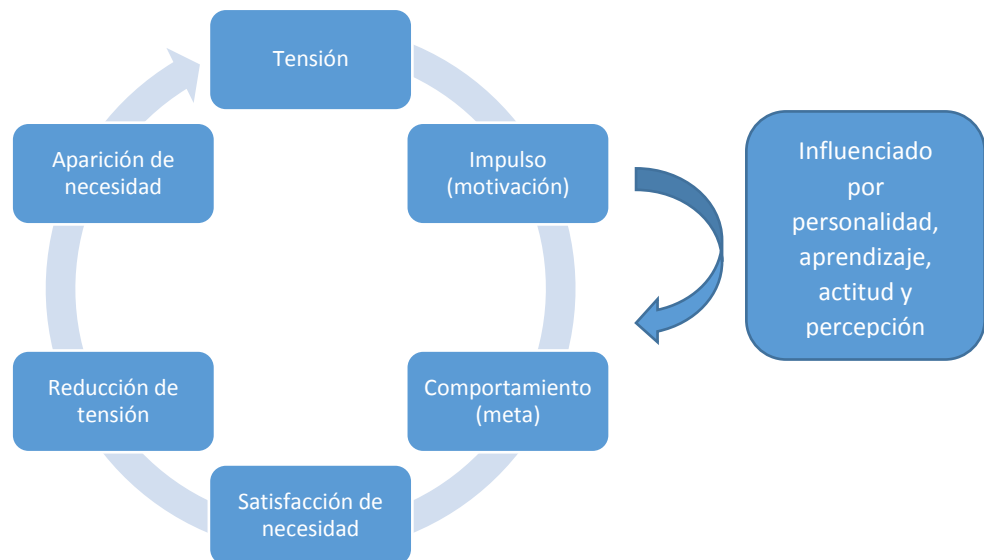 Tensión
Impulso
(motivación)
Influenciado
por
personalidad,
aprendizaje,
actitud y
percepción
Comportamiento
(meta)
Satisfacción de
necesidad
Reducción de
tensión
Aparición de
necesidad